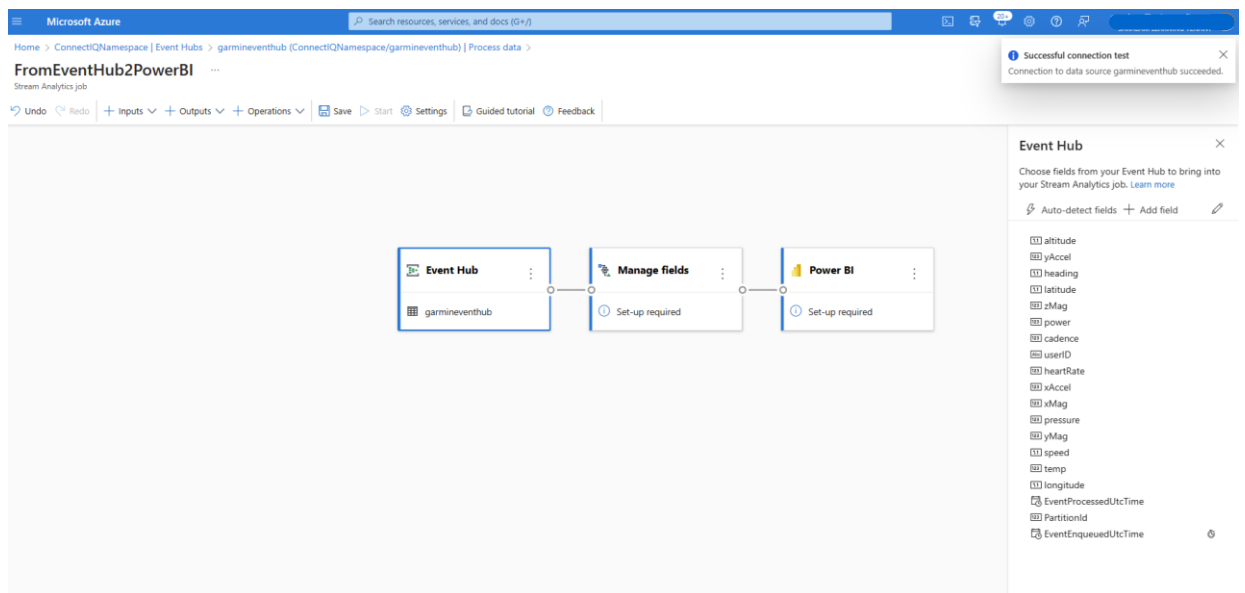 Microsoft Azure
Search resources, services, and docs (G+/)
20+
Home > ConnectIQNamespace | Event Hubs > garmineventhub (ConnectIQNamespace/garmineventhub) | Process data >
FromEventHub2PowerBI ...
Stream Analytics job
Successful connection test
Connection to data source garmineventhub succeeded.
Undo Redo Inputs Outputs Operations Save Start Settings Guided tutorial Feedback
Event Hub
garmineventhub
Manage fields
Set-up required
Power BI
Set-up required
Event Hub
Choose fields from your Event Hub to bring into
your Stream Analytics job. Learn more
Auto-detect fields Add field
altitude
yAccel
heading
latitude
zMag
power
cadence
userID
heartRate
xAccel
xMag
pressure
yMag
speed
temp
longitude
EventProcessedUtcTime
PartitionId
EventEnqueuedUtcTime